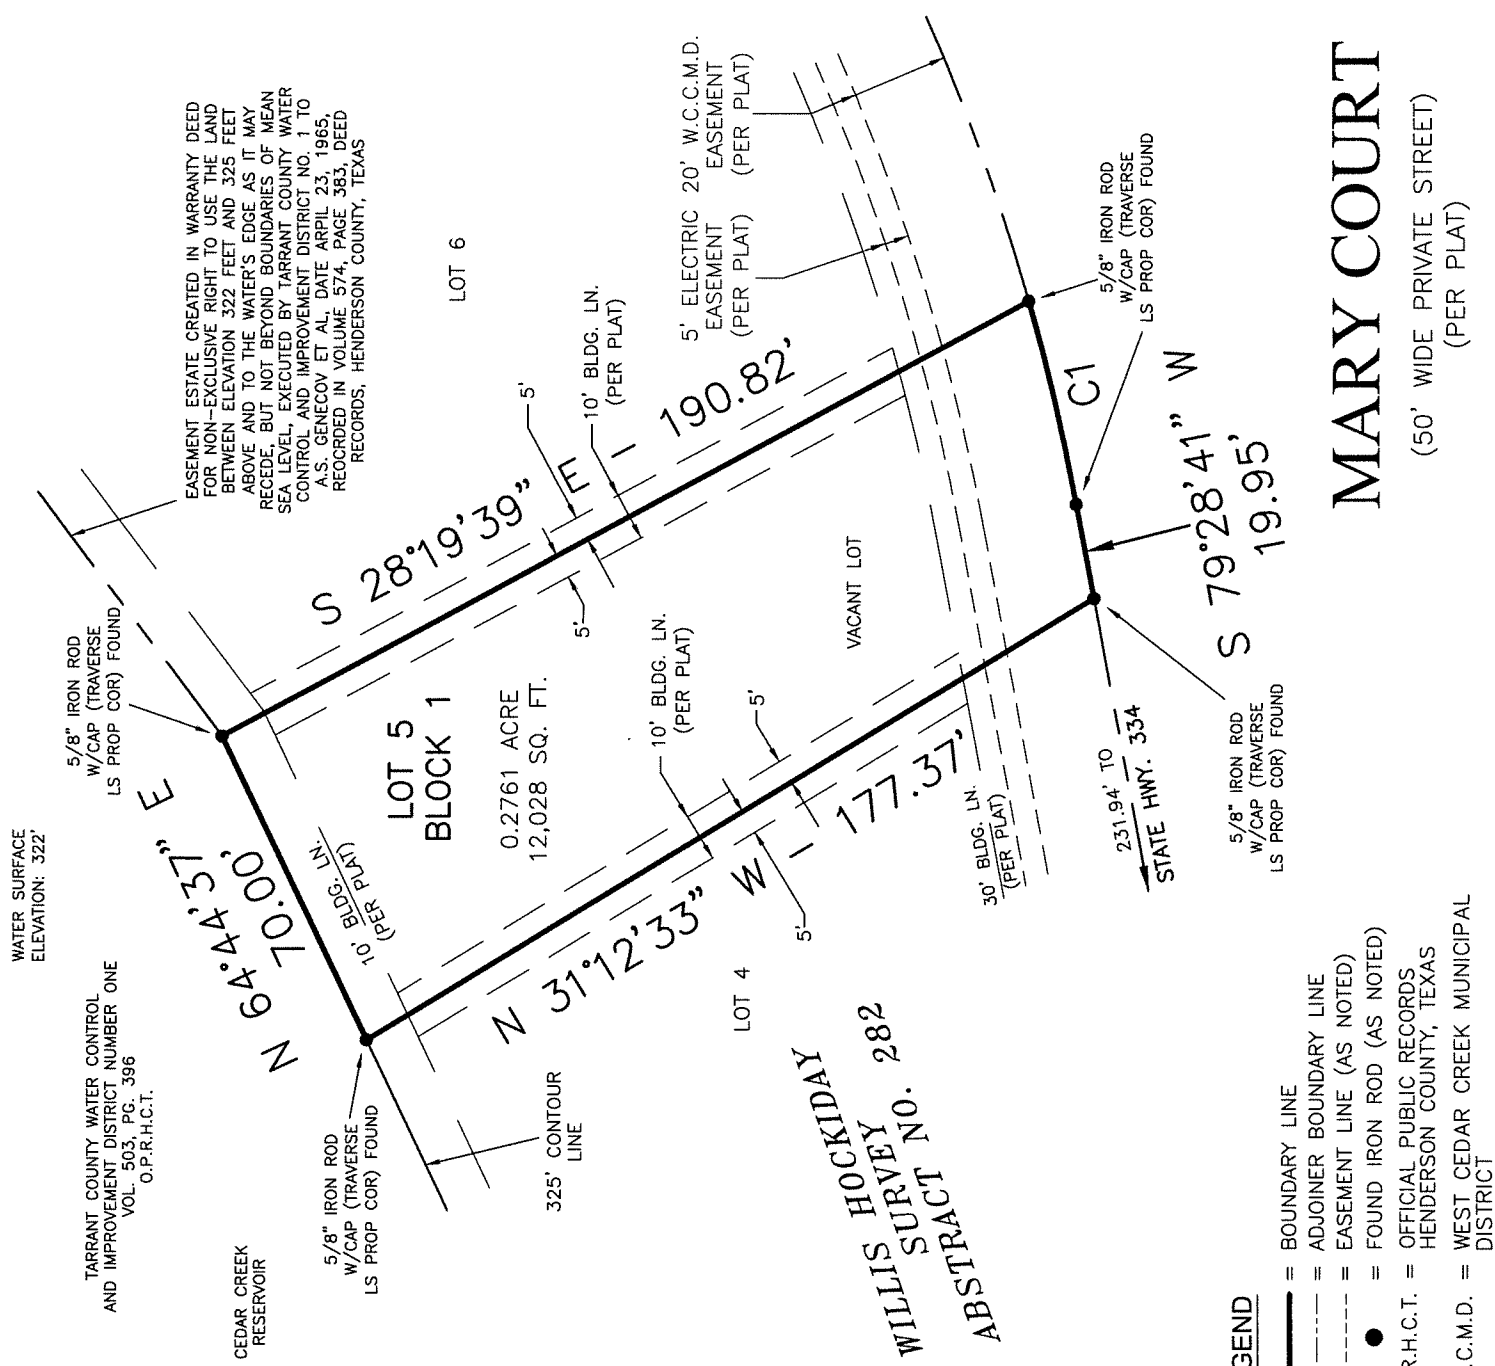 WATER SURFACE
ELEVATION: 322'
TARRANT COUNTY WATER CONTROL
AND IMPROVEMENT DISTRICT NUMBER ONE
VOL. 503, PG. 396
O.P.R.H.C.T.
CEDAR CREEK
RESERVOIR
5/8" IRON ROD
W/CAP (TRAVERSE
LS PROP COR) FOUND
N 64°44'37" E
70.00'
EASEMENT ESTATE CREATED IN WARRANTY DEED
FOR NON-EXCLUSIVE RIGHT TO USE THE LAND
BETWEEN ELEVATION 322 FEET AND 325 FEET
ABOVE AND TO THE WATER'S EDGE AS IT MAY
RECEDE, BUT NOT BEYOND BOUNDARIES OF MEAN
SEA LEVEL, EXECUTED BY TARRANT COUNTY WATER
CONTROL AND IMPROVEMENT DISTRICT NO. 1 TO
A.S. GENECOV ET AL, DATE ARPIL 23, 1965,
REOCRDED IN VOLUME 574, PAGE 383, DEED
RECORDS, HENDERSON COUNTY, TEXAS
5/8" IRON ROD
W/CAP (TRAVERSE
LS PROP COR) FOUND
325' CONTOUR
LINE
10' BLDG. LN.
(PER PLAT)
LOT 5
BLOCK 1
0.2761 ACRE
12,028 SQ. FT.
S 28°19'39" E - 190.82'
5'
10' BLDG. LN.
(PER PLAT)
5'
LOT 6
N 31°12'33" W - 177.37'
10' BLDG. LN.
(PER PLAT)
5'
5'
LOT 4
VACANT LOT
5' ELECTRIC
EASEMENT
(PER PLAT)
20' W.C.C.M.D.
EASEMENT
(PER PLAT)
WILLIS HOCKIDAY
SURVEY
ABSTRACT NO. 282
30' BLDG. LN.
(PER PLAT)
231.94' TO
STATE HWY. 334
5/8" IRON ROD
W/CAP (TRAVERSE
LS PROP COR) FOUND
C1
5/8" IRON ROD
W/CAP (TRAVERSE
LS PROP COR) FOUND
S 79°28'41" W
19.95'
MARY COURT
(50' WIDE PRIVATE STREET)
(PER PLAT)
GEND
= BOUNDARY LINE
= ADJOINER BOUNDARY LINE
= EASEMENT LINE (AS NOTED)
= FOUND IRON ROD (AS NOTED)
R.H.C.T. = OFFICIAL PUBLIC RECORDS
HENDERSON COUNTY, TEXAS
.C.M.D. = WEST CEDAR CREEK MUNICIPAL
DISTRICT